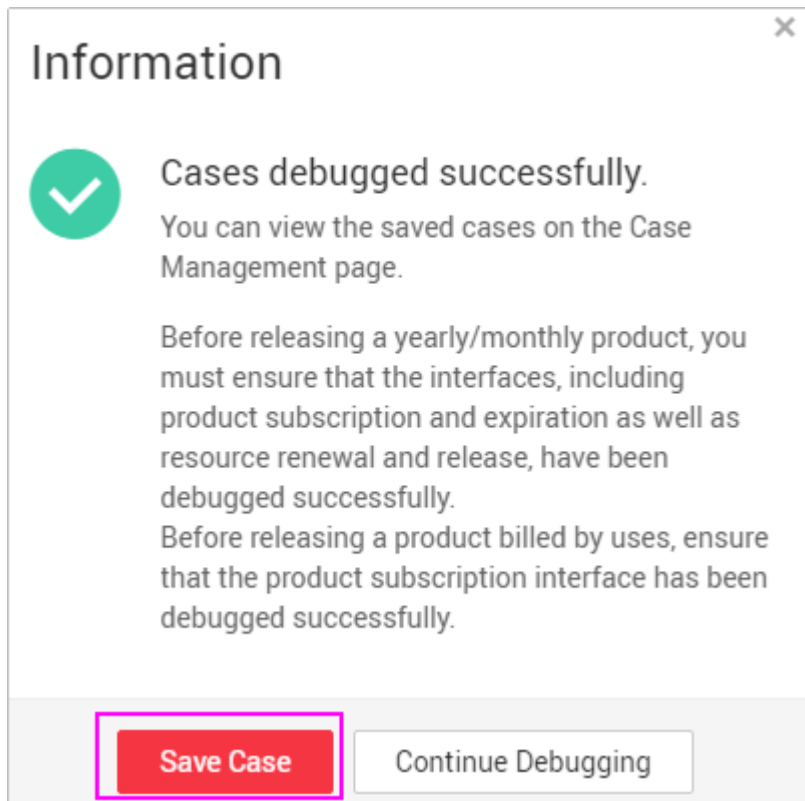 Information
Cases debugged successfully.
You can view the saved cases on the Case
Management page.
Before releasing a yearly/monthly product, you
must ensure that the interfaces, including
product subscription and expiration as well as
resource renewal and release, have been
debugged successfully.
Before releasing a product billed by uses, ensure
that the product subscription interface has been
debugged successfully.
Save Case
Continue Debugging